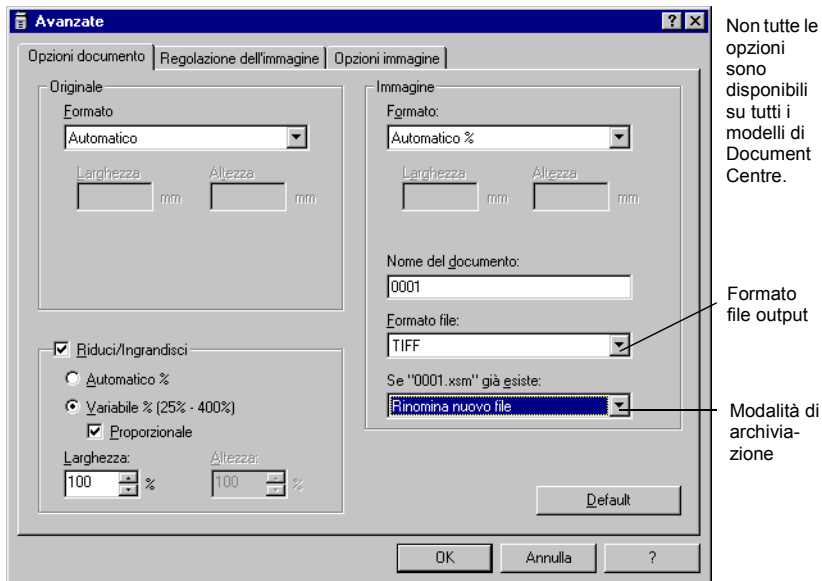 Avanzate
Opzioni documento
Regolazione dell'immagine
Opzioni immagine
Originale
Formato
Automatico
Larghezza
Altezza
mm
mm
Riduci/Ingrandisci
Automatico %
Variabile % (25% - 400%)
Proporzionale
Larghezza:
Altezza:
100
%
100
%
Immagine
Formato:
Automatico %
Larghezza
Altezza
mm
mm
Nome del documento:
0001
Formato file:
TIFF
Se "0001.xsm" già esiste:
Rinomina nuovo file
Default
OK
Annulla
?
Non tutte le
opzioni
sono
disponibili
su tutti i
modelli di
Document
Centre.
Formato
file output
Modalità di
archivia-
zione